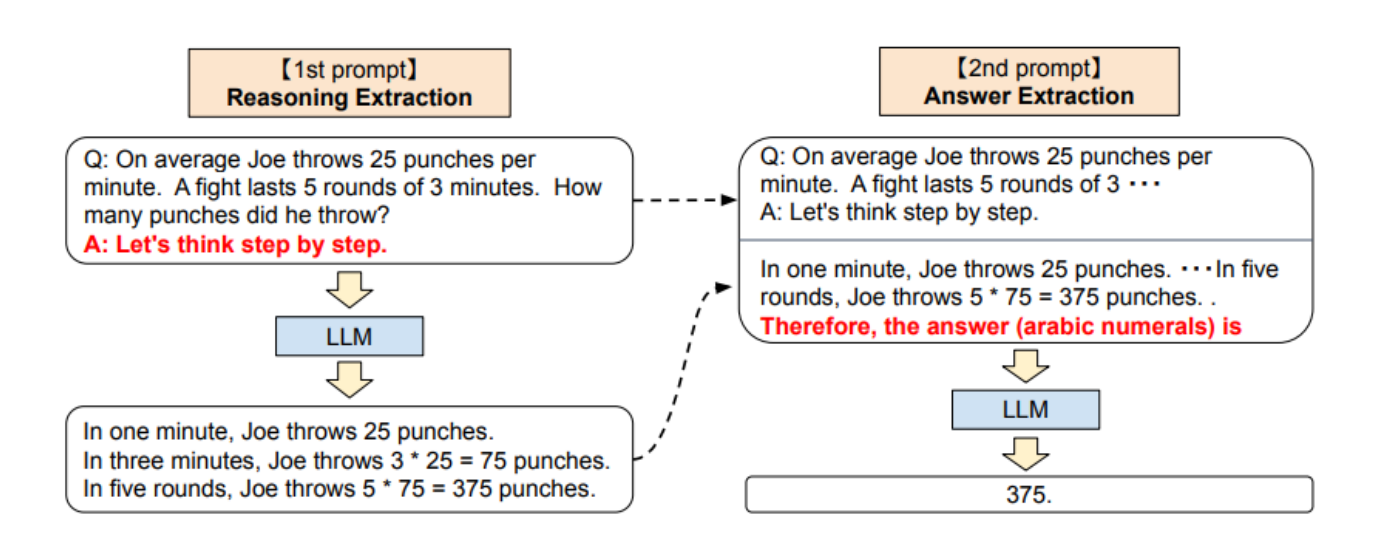 【1st prompt】
Reasoning Extraction
Q: On average Joe throws 25 punches per
minute.  A fight lasts 5 rounds of 3 minutes.  How
many punches did he throw?
A: Let's think step by step.
LLM
In one minute, Joe throws 25 punches.
In three minutes, Joe throws 3 * 25 = 75 punches.
In five rounds, Joe throws 5 * 75 = 375 punches.
【2nd prompt】
Answer Extraction
Q: On average Joe throws 25 punches per
minute.  A fight lasts 5 rounds of 3 ･･･
A: Let's think step by step.
In one minute, Joe throws 25 punches. ･･･In five
rounds, Joe throws 5 * 75 = 375 punches. .
Therefore, the answer (arabic numerals) is
LLM
375.